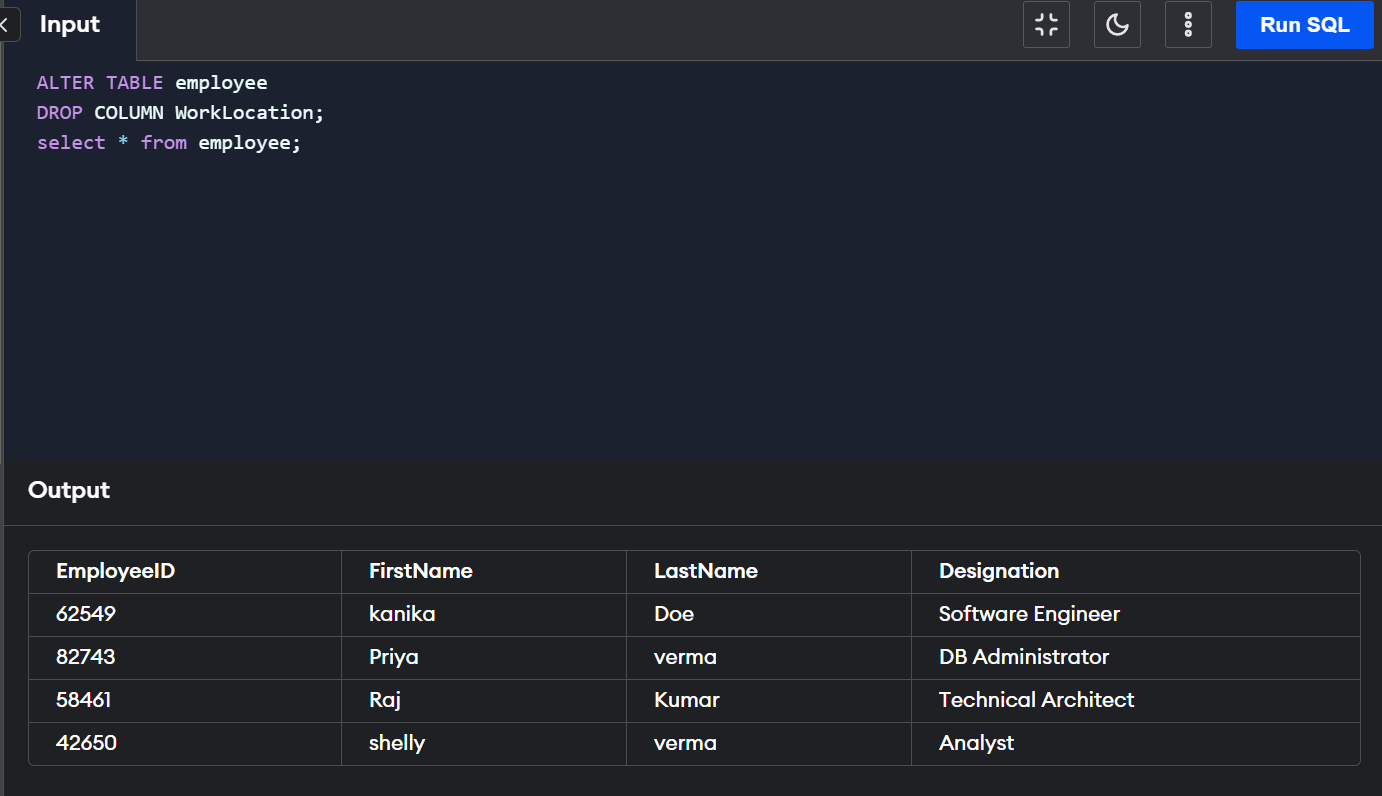 Input
Run SQL
ALTER TABLE employee
DROP COLUMN WorkLocation;
select * from employee;
Output
EmployeeID FirstName LastName Designation
62549 kanika Doe Software Engineer
82743 Priya verma DB Administrator
58461 Raj Kumar Technical Architect
42650 shelly verma Analyst